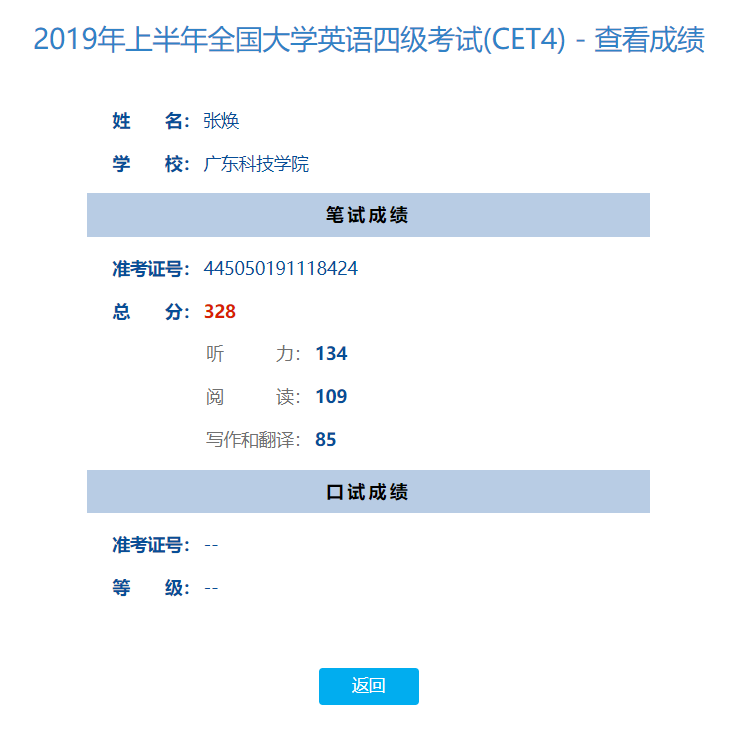 2019年上半年全国大学英语四级考试(CET4) - 查看成绩
姓 名： 张焕
学 校： 广东科技学院
笔试成绩
准考证号： 445050191118424
总 分： 328
听 力： 134
阅 读： 109
写作和翻译： 85
口试成绩
准考证号： --
等 级： --
返回